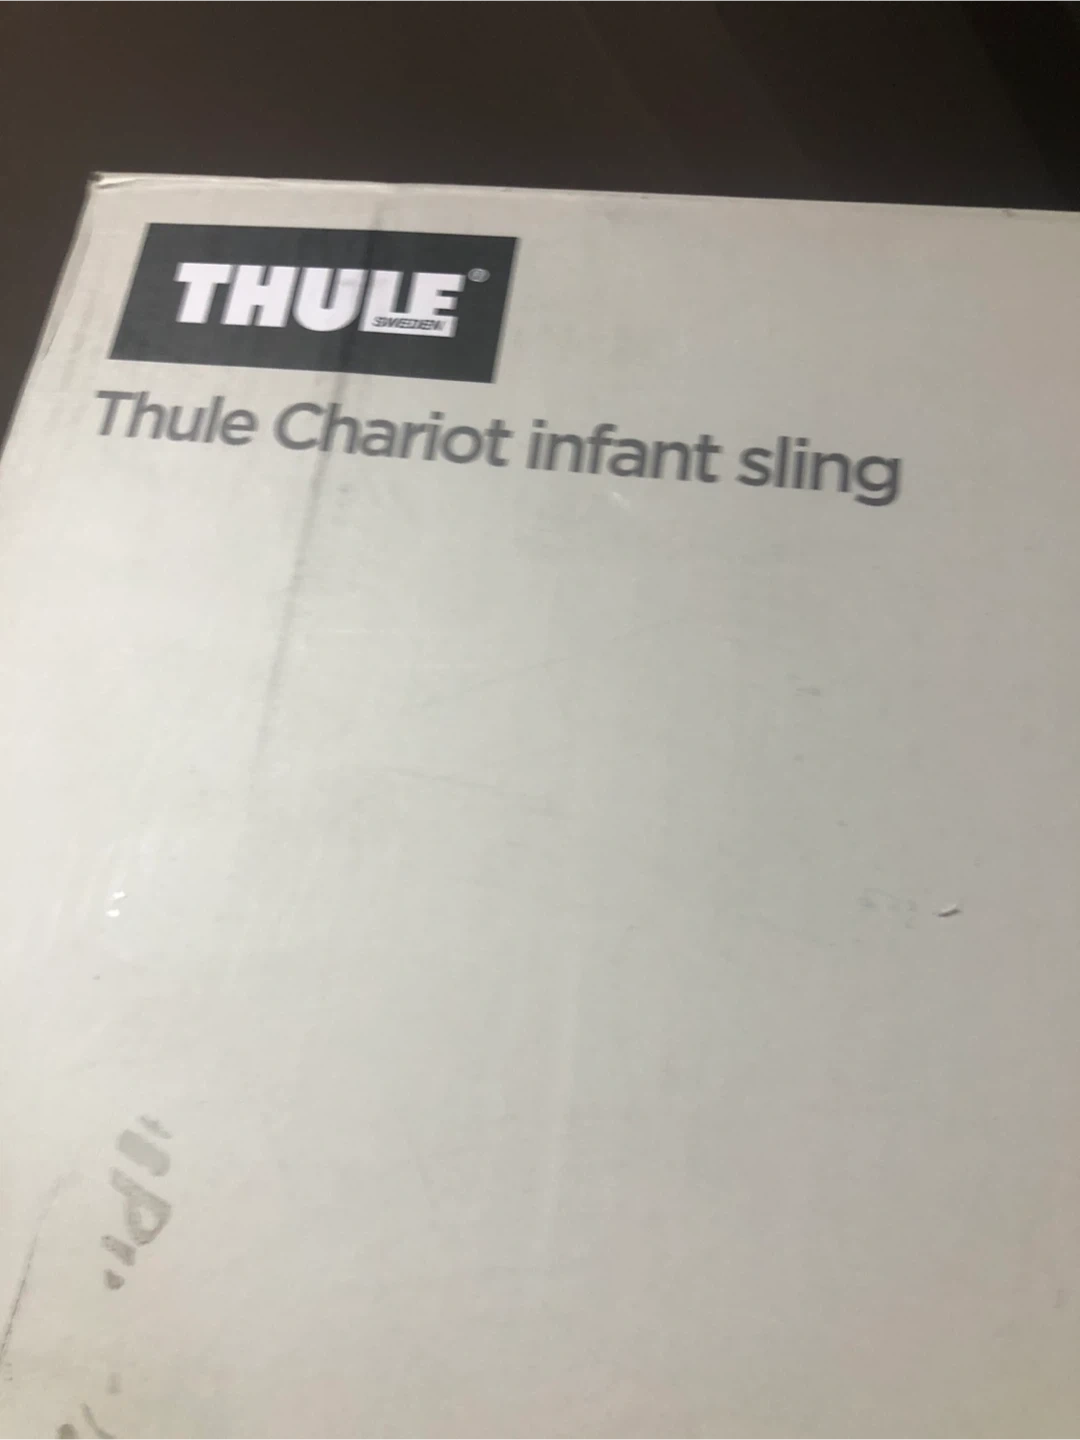 THULE®
SWEDEN
Thule Chariot infant sling